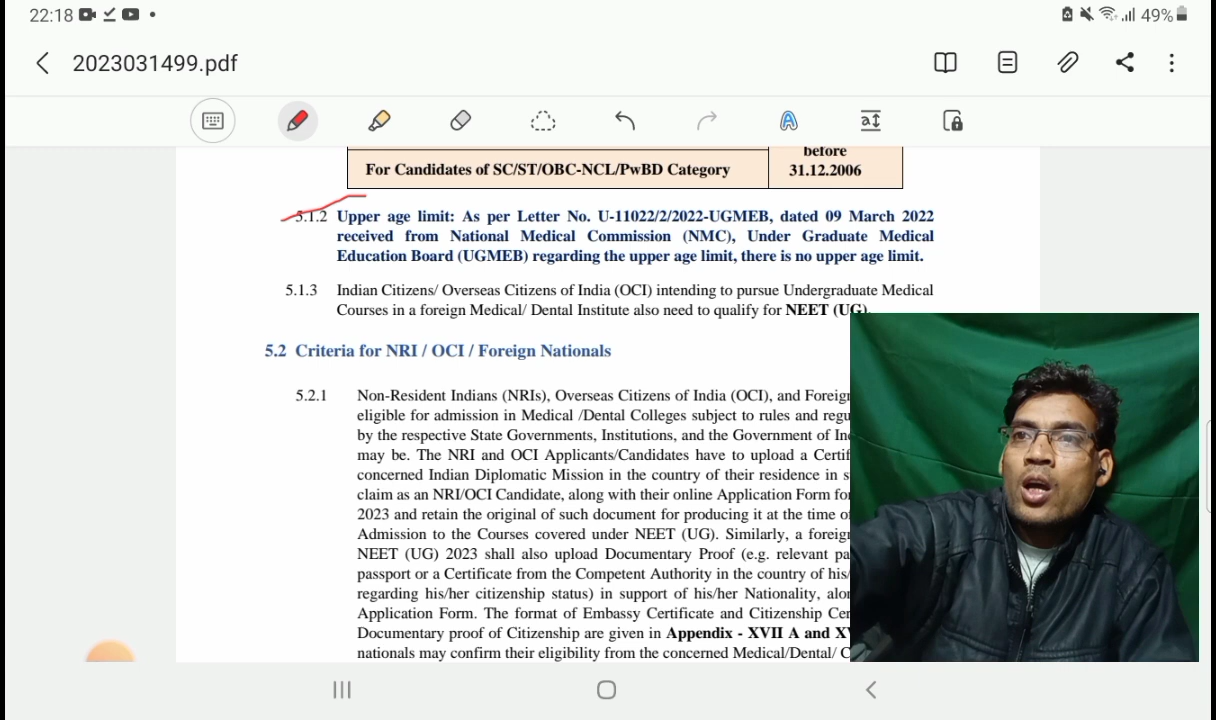 22:18
49%
2023031499.pdf
before
For Candidates of SC/ST/OBC-NCL/PwBD Category
31.12.2006
5.1.2 Upper age limit: As per Letter No. U-11022/2/2022-UGMEB, dated 09 March 2022
received from National Medical Commission (NMC), Under Graduate Medical
Education Board (UGMEB) regarding the upper age limit, there is no upper age limit.
5.1.3 Indian Citizens/ Overseas Citizens of India (OCI) intending to pursue Undergraduate Medical
Courses in a foreign Medical/ Dental Institute also need to qualify for NEET (UG).
5.2 Criteria for NRI / OCI / Foreign Nationals
5.2.1 Non-Resident Indians (NRIs), Overseas Citizens of India (OCI), and Foreign
eligible for admission in Medical /Dental Colleges subject to rules and regu
by the respective State Governments, Institutions, and the Government of In
may be. The NRI and OCI Applicants/Candidates have to upload a Certif
concerned Indian Diplomatic Mission in the country of their residence in s
claim as an NRI/OCI Candidate, along with their online Application Form for
2023 and retain the original of such document for producing it at the time of
Admission to the Courses covered under NEET (UG). Similarly, a foreign
NEET (UG) 2023 shall also upload Documentary Proof (e.g. relevant pa
passport or a Certificate from the Competent Authority in the country of his/
regarding his/her citizenship status) in support of his/her Nationality, alon
Application Form. The format of Embassy Certificate and Citizenship Cer
Documentary proof of Citizenship are given in Appendix - XVII A and XV
nationals may confirm their eligibility from the concerned Medical/Dental/ C